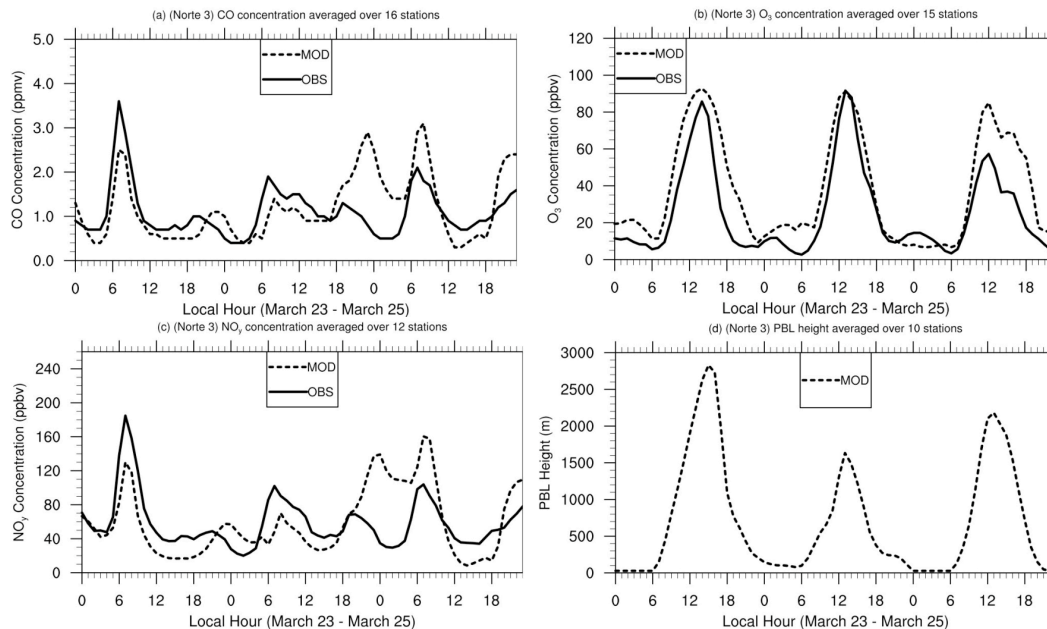 (a) (Norte 3) CO concentration averaged over 16 stations
CO Concentration (ppmv)
5.0
4.0
3.0
2.0
1.0
0.0
MOD
OBS
0 6 12 18 0 6 12 18 0 6 12 18
Local Hour (March 23 - March 25)
(b) (Norte 3) O₃ concentration averaged over 15 stations
O₃ Concentration (ppbv)
120
100
80
60
40
20
0
MOD
OBS
0 6 12 18 0 6 12 18 0 6 12 18
Local Hour (March 23 - March 25)
(c) (Norte 3) NOᵧ concentration averaged over 12 stations
NOᵧ Concentration (ppbv)
240
200
160
120
80
40
0
MOD
OBS
0 6 12 18 0 6 12 18 0 6 12 18
Local Hour (March 23 - March 25)
(d) (Norte 3) PBL height averaged over 10 stations
PBL Height (m)
3000
2500
2000
1500
1000
500
0
MOD
0 6 12 18 0 6 12 18 0 6 12 18
Local Hour (March 23 - March 25)